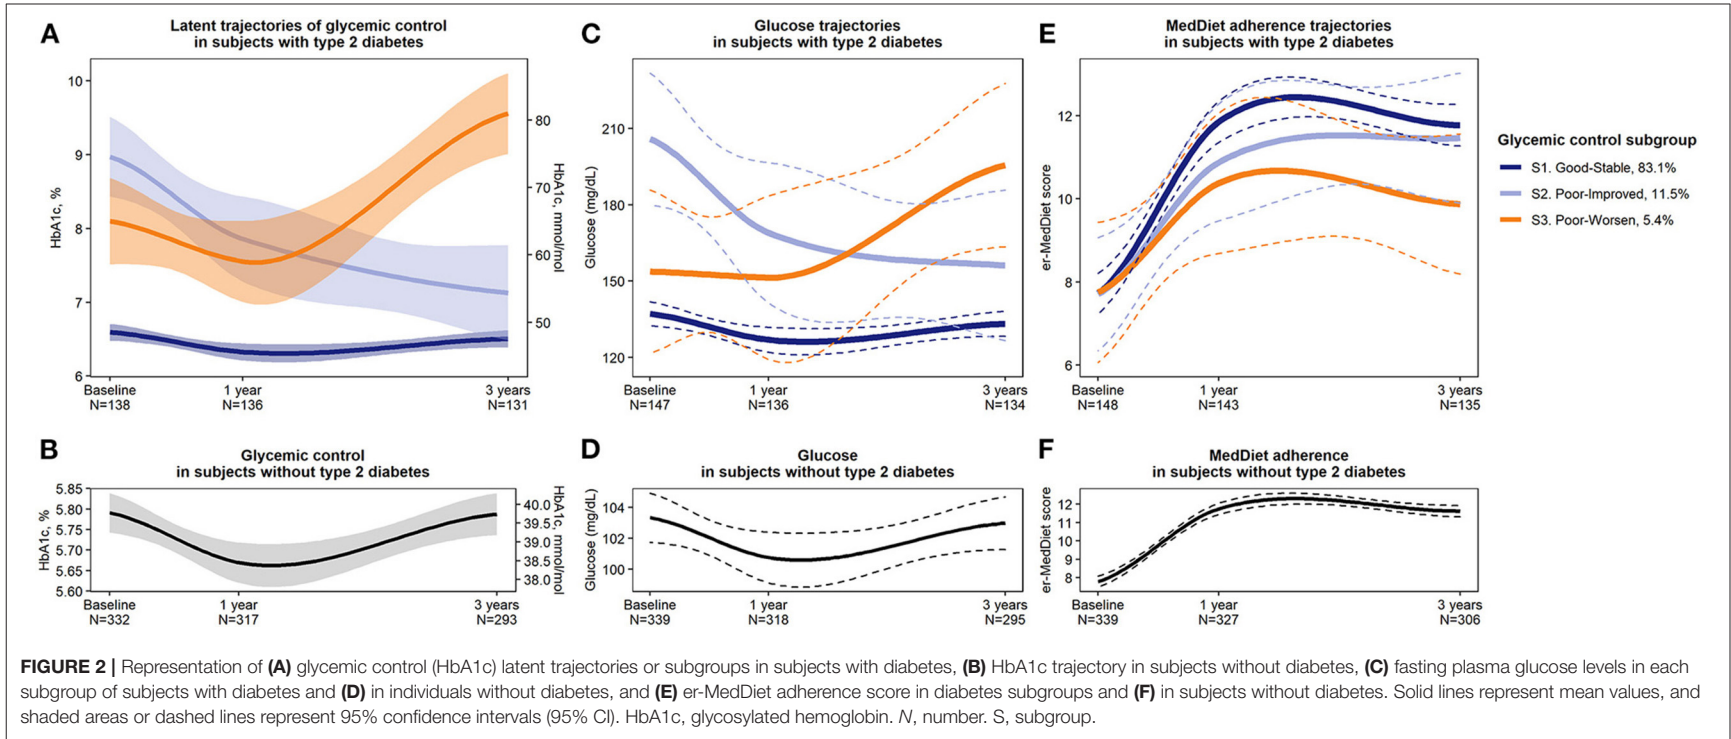 A
Latent trajectories of glycemic control
in subjects with type 2 diabetes
HbA1c, %
10
9
8
7
6
HbA1c, mmol/mol
80
70
60
50
Baseline
N=138
1 year
N=136
3 years
N=131
C
Glucose trajectories
in subjects with type 2 diabetes
Glucose (mg/dL)
210
180
150
120
Baseline
N=147
1 year
N=136
3 years
N=134
E
MedDiet adherence trajectories
in subjects with type 2 diabetes
er-MedDiet score
12
10
8
6
Baseline
N=148
1 year
N=143
3 years
N=135
Glycemic control subgroup
S1. Good-Stable, 83.1%
S2. Poor-Improved, 11.5%
S3. Poor-Worsen, 5.4%
B
Glycemic control
in subjects without type 2 diabetes
HbA1c, %
5.85
5.80
5.70
5.65
5.60
HbA1c, mmol/mol
40.0
39.5
39.0
38.5
38.0
Baseline
N=332
1 year
N=317
3 years
N=293
D
Glucose
in subjects without type 2 diabetes
Glucose (mg/dL)
104
102
100
Baseline
N=339
1 year
N=318
3 years
N=295
F
MedDiet adherence
in subjects without type 2 diabetes
er-MedDiet score
12
11
10
9
8
Baseline
N=339
1 year
N=327
3 years
N=306
FIGURE 2 | Representation of (A) glycemic control (HbA1c) latent trajectories or subgroups in subjects with diabetes, (B) HbA1c trajectory in subjects without diabetes, (C) fasting plasma glucose levels in each
subgroup of subjects with diabetes and (D) in individuals without diabetes, and (E) er-MedDiet adherence score in diabetes subgroups and (F) in subjects without diabetes. Solid lines represent mean values, and
shaded areas or dashed lines represent 95% confidence intervals (95% CI). HbA1c, glycosylated hemoglobin. N, number. S, subgroup.